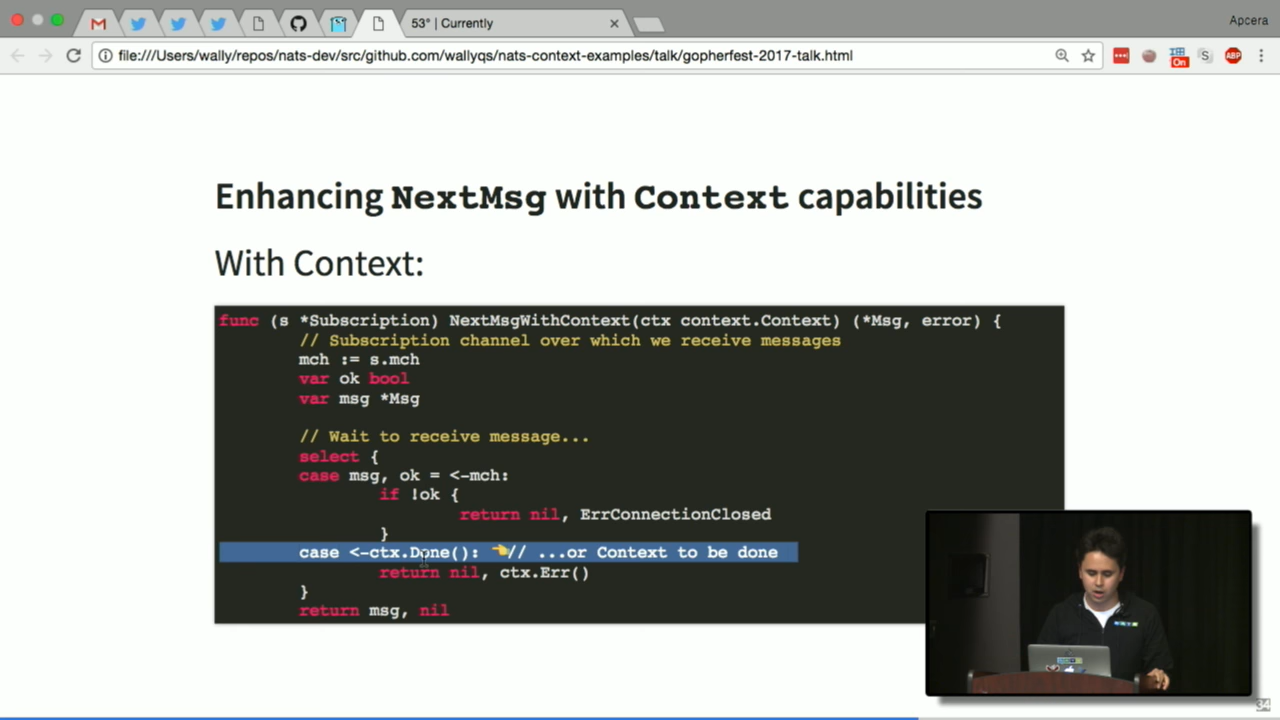 53° | Currently
Apcera
file:///Users/wally/repos/nats-dev/src/github.com/wallyqs/nats-context-examples/talk/gopherfest-2017-talk.html
On
S
ABP
Enhancing NextMsg with Context capabilities
With Context:
func (s *Subscription) NextMsgWithContext(ctx context.Context) (*Msg, error) {
// Subscription channel over which we receive messages
mch := s.mch
var ok bool
var msg *Msg
// Wait to receive message...
select {
case msg, ok = <-mch:
if !ok {
return nil, ErrConnectionClosed
}
case <-ctx.Done(): 👈// ...or Context to be done
return nil, ctx.Err()
}
return msg, nil
NATS
34